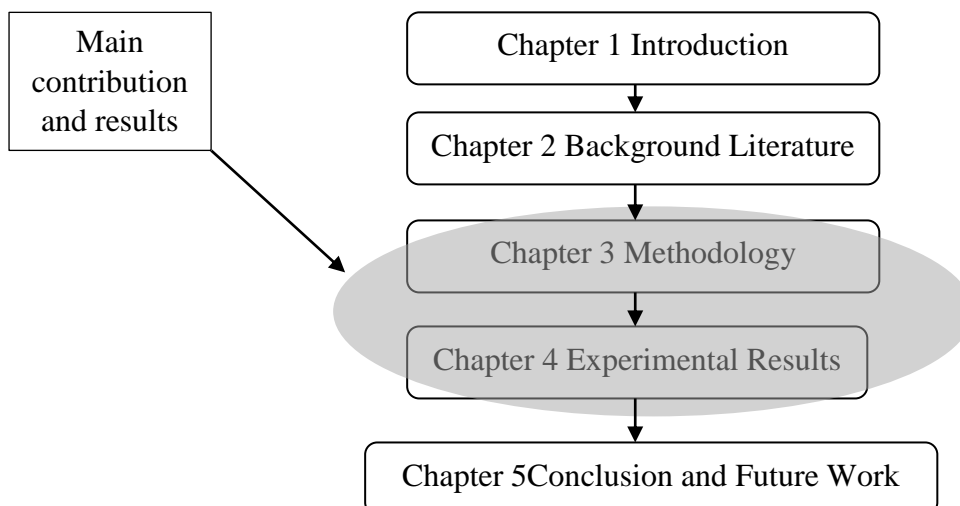 Main
contribution
and results
Chapter 1 Introduction
Chapter 2 Background Literature
Chapter 3 Methodology
Chapter 4 Experimental Results
Chapter 5Conclusion and Future Work